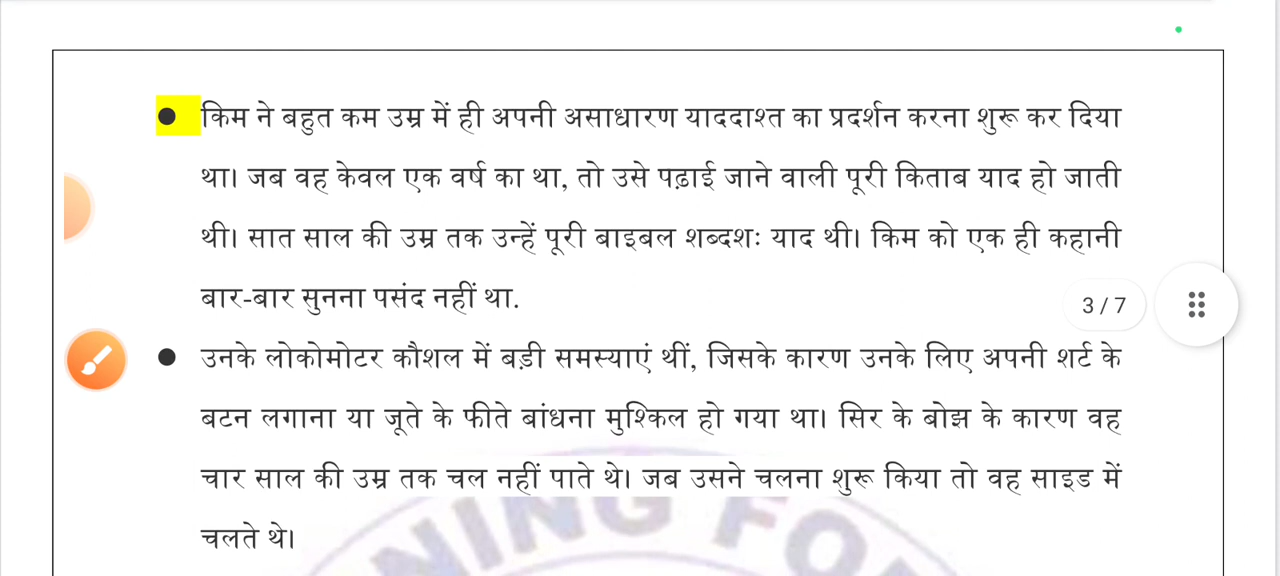 ● किम ने बहुत कम उम्र में ही अपनी असाधारण याददाश्त का प्रदर्शन करना शुरू कर दिया
था। जब वह केवल एक वर्ष का था, तो उसे पढ़ाई जाने वाली पूरी किताब याद हो जाती
थी। सात साल की उम्र तक उन्हें पूरी बाइबल शब्दशः याद थी। किम को एक ही कहानी
बार-बार सुनना पसंद नहीं था.
3 / 7
● उनके लोकोमोटर कौशल में बड़ी समस्याएं थीं, जिसके कारण उनके लिए अपनी शर्ट के
बटन लगाना या जूते के फीते बांधना मुश्किल हो गया था। सिर के बोझ के कारण वह
चार साल की उम्र तक चल नहीं पाते थे। जब उसने चलना शुरू किया तो वह साइड में
चलते थे।